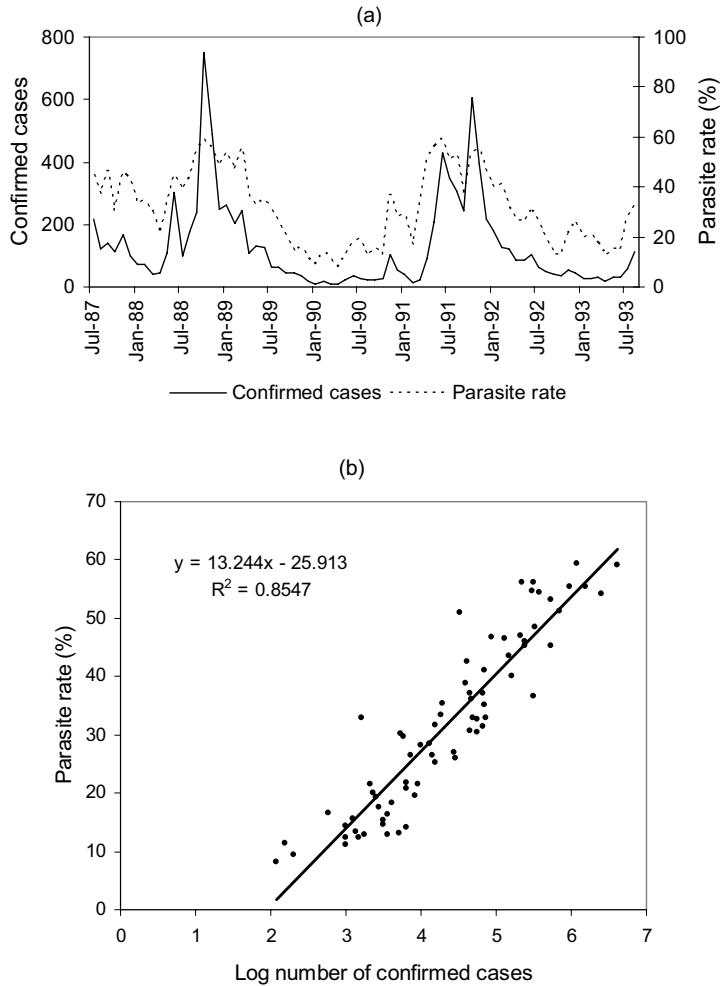 (a)
Confirmed cases
800
600
400
200
0
Parasite rate (%)
100
80
60
40
20
0
Jul-87
Jan-88
Jul-88
Jan-89
Jul-89
Jan-90
Jul-90
Jan-91
Jul-91
Jan-92
Jul-92
Jan-93
Jul-93
Confirmed cases
Parasite rate
(b)
Parasite rate (%)
70
60
50
40
30
20
10
0
y = 13.244x - 25.913
R² = 0.8547
0
1
2
3
4
5
6
7
Log number of confirmed cases